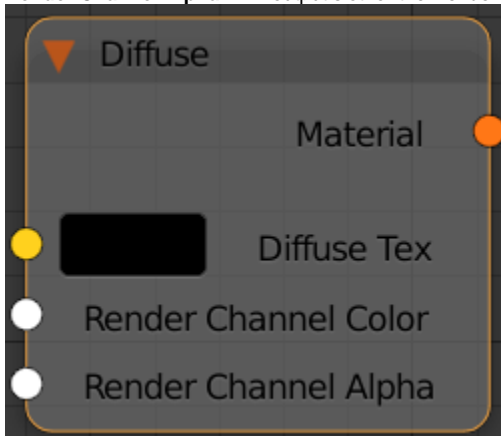 Diffuse
Material
Diffuse Tex
Render Channel Color
Render Channel Alpha